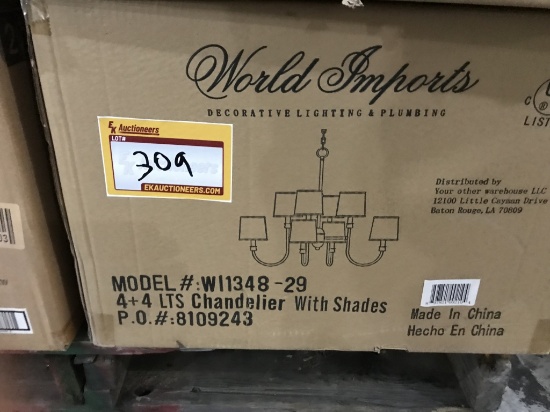 World Imports
DECORATIVE LIGHTING & PLUMBING
EK Auctioneers
LOT#
309
EKAUCTIONEERS.COM
C
®
LIST
Distributed by
Your other warehouse LLC
12100 Little Cayman Drive
Baton Rouge, LA 70809
MODEL #:WI1348-29
4+4 LTS Chandelier With Shades
P.O.#:8109243
Made In China
Hecho En China